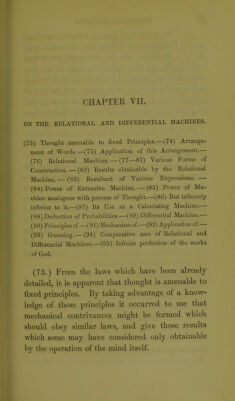 CHAPTER VII.
ON THE RELATIONAL AND DIFFERENTIAL MACHINES.
(73) Thought amenable to fixed Principles.—(74) Arrange-
ment of Words.—(75) Application of this Arrangement.—
(76) Relational Machine.—(77—81) Various Forms of
Construction.—(82) Results obtainable by the Relational
Machine.—(83) Resultant of Various Expressions.—
(84) Power of Extensive Machine.—(85) Power of Ma-
chine analogous with process of Thought.—(86) But infinitely
inferior to it.—(87) Its Use as a Calculating Machine.—
(88) Deduction of Probabilities.—(89) Differential Machine.—
(90) Principles of.—(91) Mechanism of.—(92) Application of.—
(93) Guessing.—(94) Comparative uses of Relational and
Differential Machines.—(95) Infinite perfection of the works
of God.
(73.) From the laws which have been already
detailed, it is apparent that thought is amenable to
fixed principles. By taking advantage of a know-
ledge of these principles it occurred to me that
mechanical contrivances might be formed which
should obey similar laws, and give those results
which some may have considered only obtainable
by the operation of the mind itself.